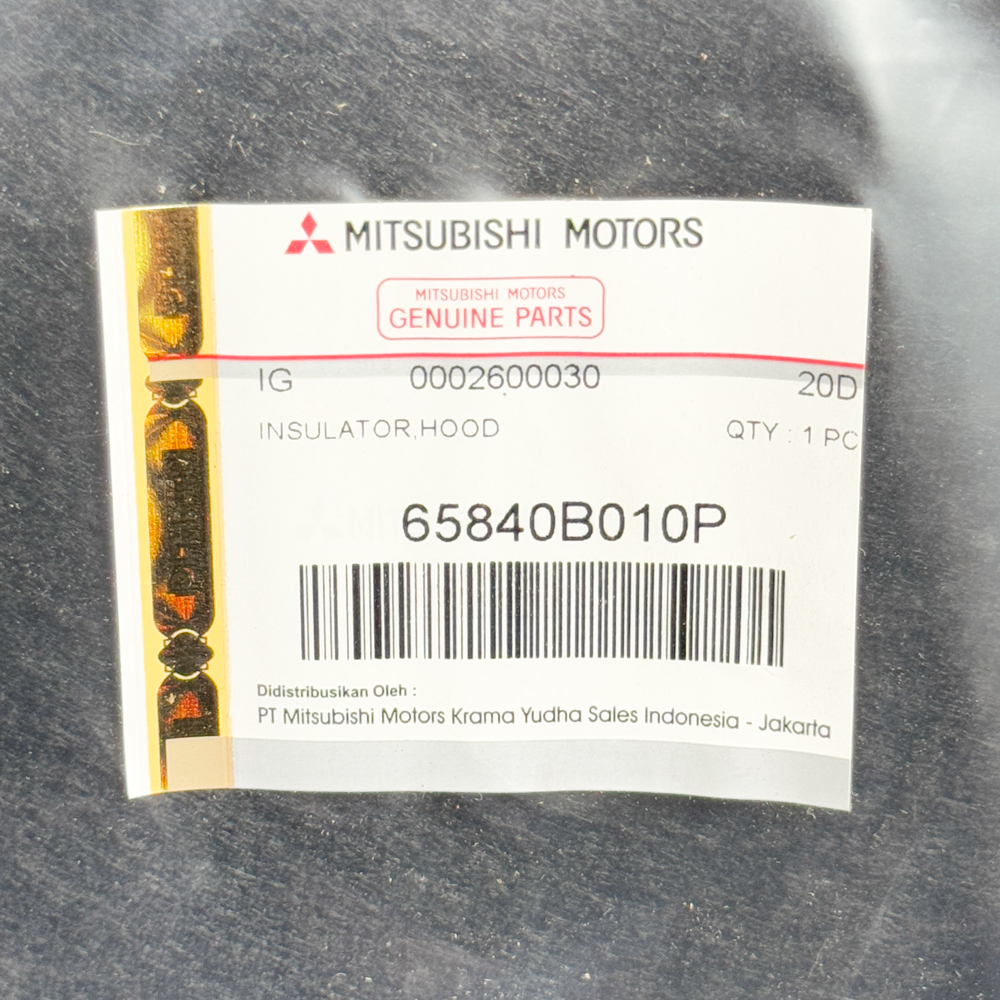 MITSUBISHI MOTORS
MITSUBISHI MOTORS
GENUINE PARTS
IG 0002600030 20D
INSULATOR,HOOD QTY : 1 PC
65840B010P
Didistribusikan Oleh :
PT Mitsubishi Motors Krama Yudha Sales Indonesia - Jakarta